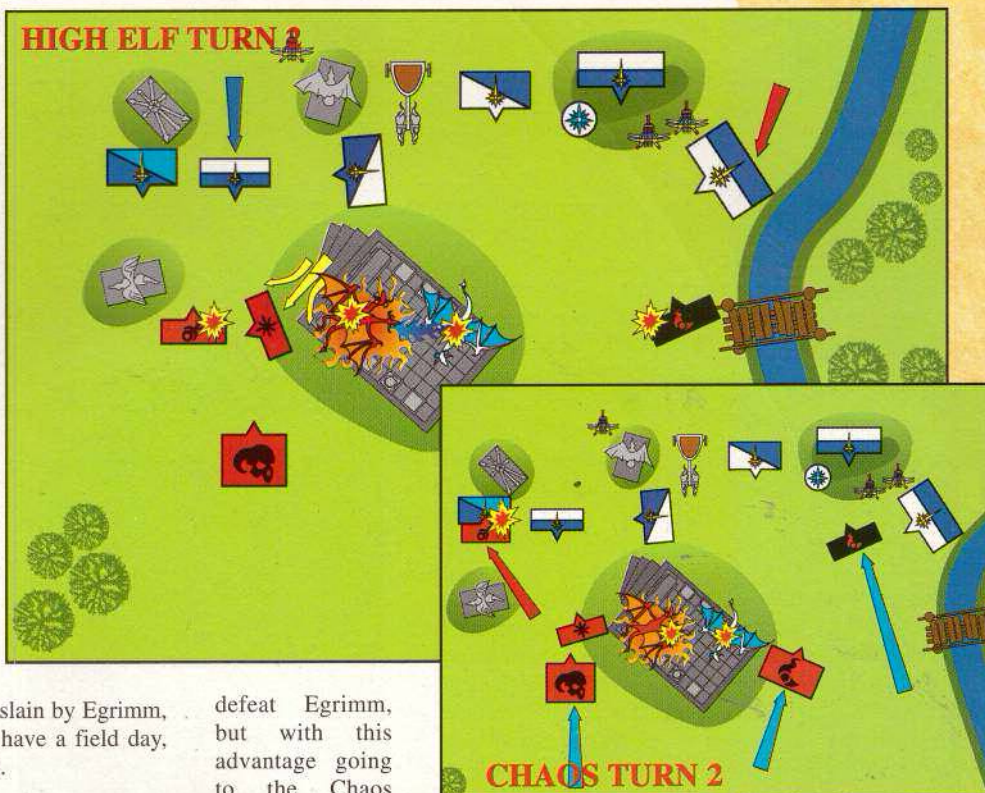 HIGH ELF TURN 2
CHAOS TURN 2
slain by Egrimm,
have a field day,
defeat Egrimm,
but with this
advantage going
to the Chaos